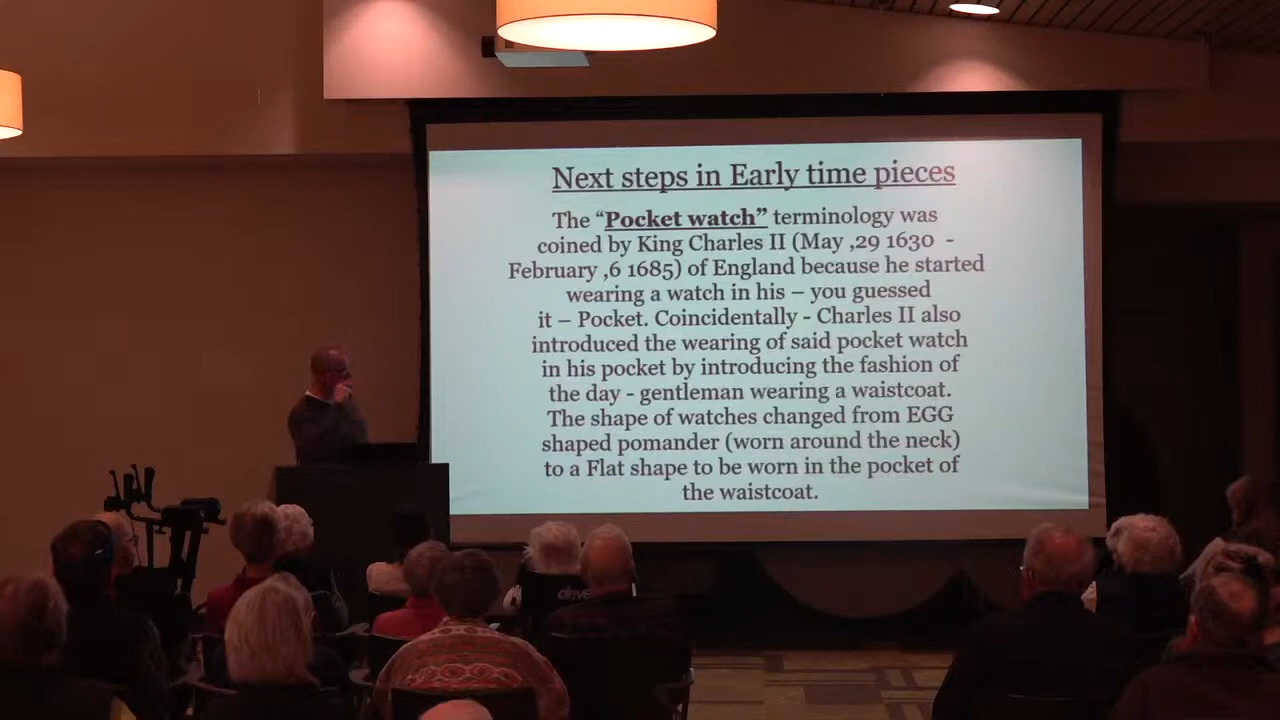 Next steps in Early time pieces
The “Pocket watch” terminology was
coined by King Charles II (May ,29 1630  -
February ,6 1685) of England because he started
wearing a watch in his – you guessed
it – Pocket. Coincidentally - Charles II also
introduced the wearing of said pocket watch
in his pocket by introducing the fashion of
the day - gentleman wearing a waistcoat.
The shape of watches changed from EGG
shaped pomander (worn around the neck)
to a Flat shape to be worn in the pocket of
the waistcoat.
drive